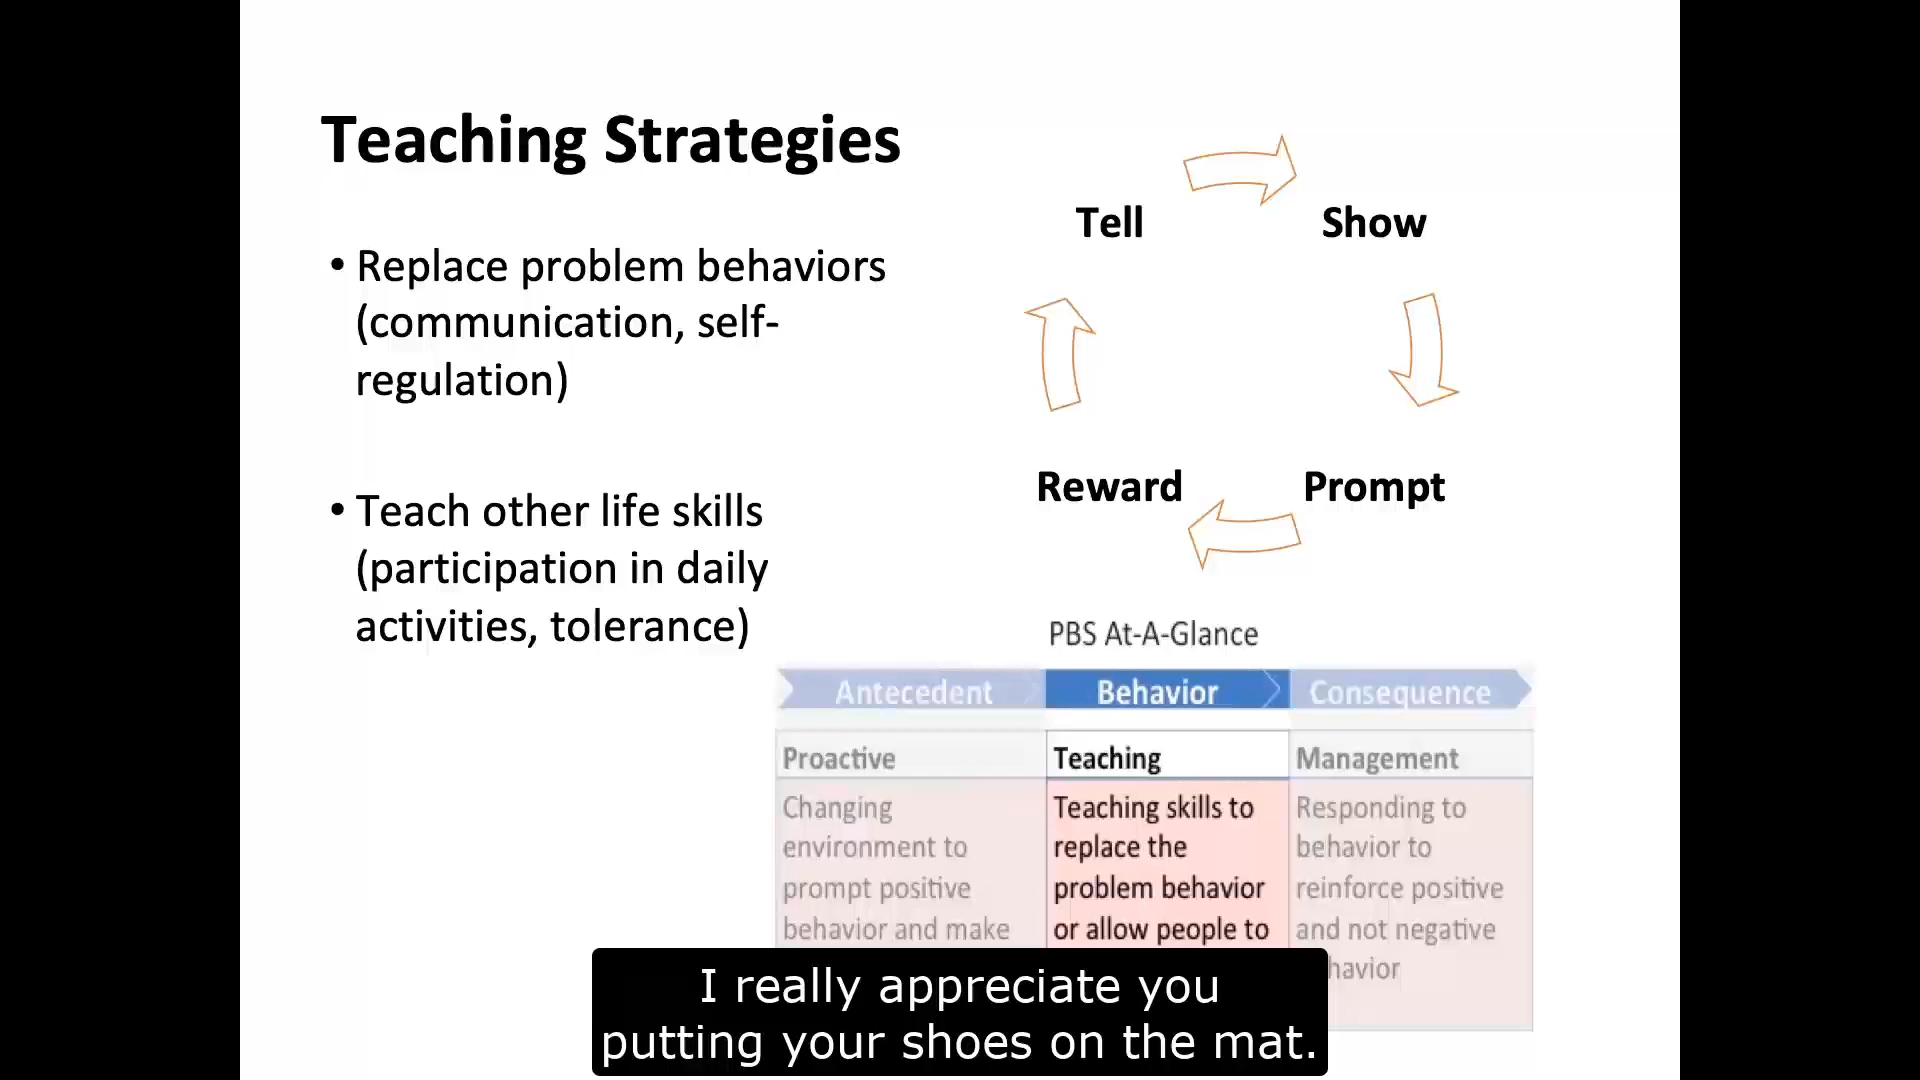 Teaching Strategies
• Replace problem behaviors
(communication, self-
regulation)
• Teach other life skills
(participation in daily
activities, tolerance)
Tell
Show
Reward
Prompt
PBS At-A-Glance
Antecedent
Behavior
Consequence
Proactive
Teaching
Management
Changing
environment to
prompt positive
behavior and make
Teaching skills to
replace the
problem behavior
or allow people to
Responding to
behavior to
reinforce positive
and not negative
havior
I really appreciate you
putting your shoes on the mat.